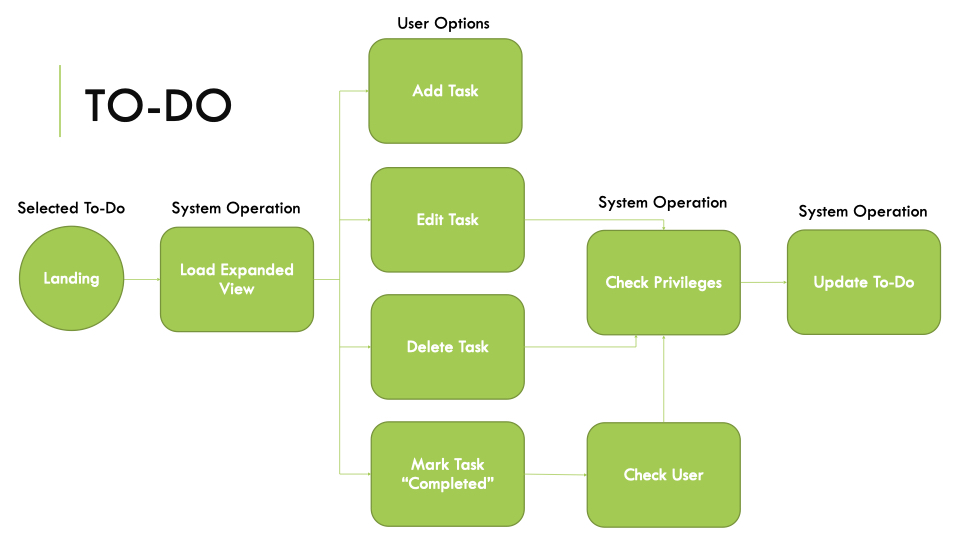 User Options
Add Task
TO-DO
Selected To-Do
System Operation
Edit Task
System Operation
System Operation
Landing
Load Expanded
View
Check Privileges
Update To-Do
Delete Task
Mark Task
“Completed”
Check User